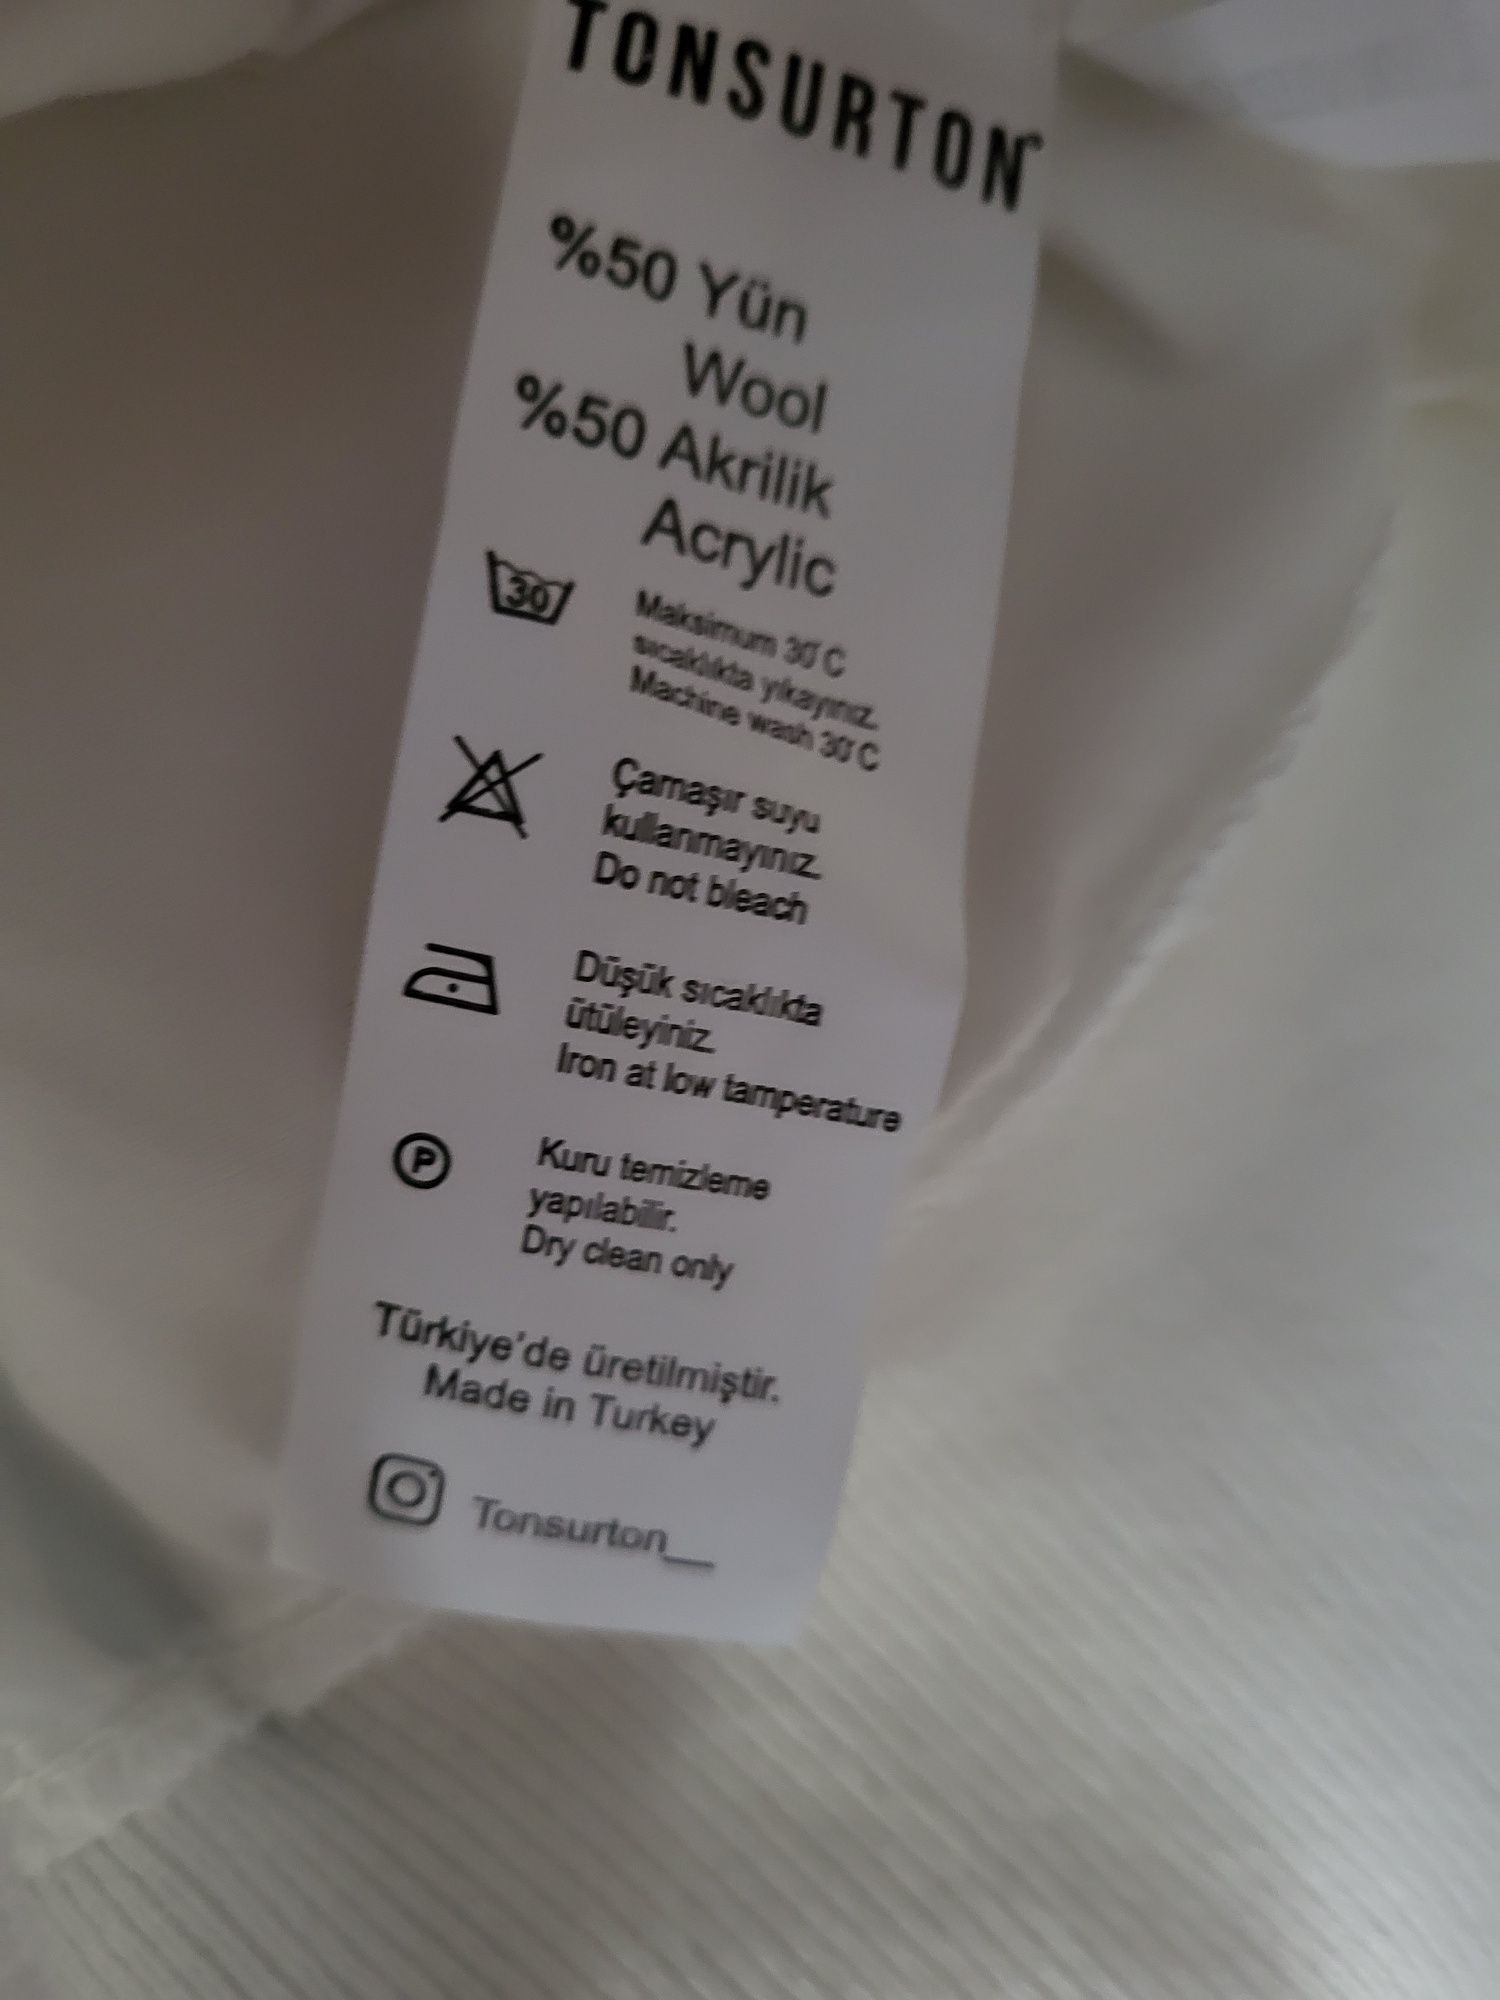 TONSURTON
%50 Yün
Wool
%50 Akrilik
Acrylic
30
Maksimum 30°C
sıcaklıkta yıkayınız.
Machine wash 30°C
Çamaşır suyu
kullanmayınız.
Do not bleach
Düşük sıcaklıkta
ütüleyiniz.
Iron at low tamperature
P
Kuru temizleme
yapılabilir.
Dry clean only
Türkiye'de üretilmiştir.
Made in Turkey
Tonsurton__